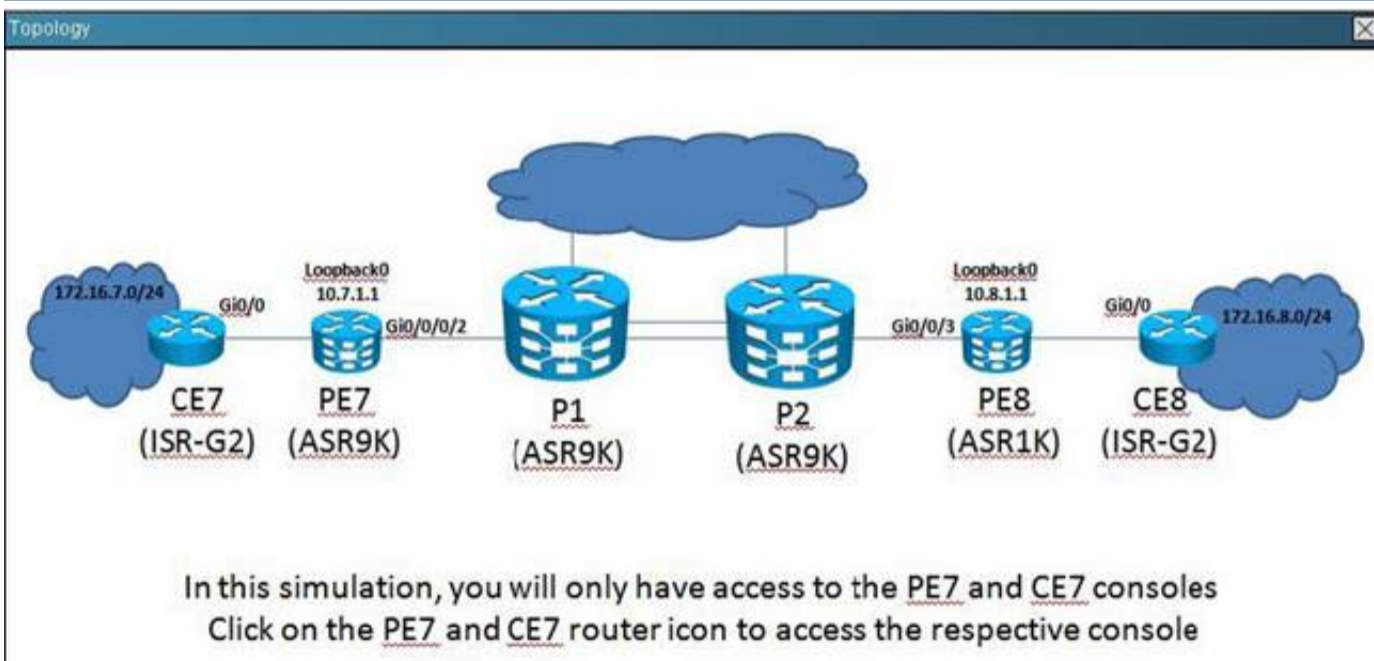 Topology
Loopback0
10.7.1.1
Loopback0
10.8.1.1
172.16.7.0/24
Gi0/0
Gi0/0/0/2
Gi0/0/3
Gi0/0
172.16.8.0/24
CE7
(ISR-G2)
PE7
(ASR9K)
P1
(ASR9K)
P2
(ASR9K)
PE8
(ASR1K)
CE8
(ISR-G2)
In this simulation, you will only have access to the PE7 and CE7 consoles
Click on the PE7 and CE7 router icon to access the respective console